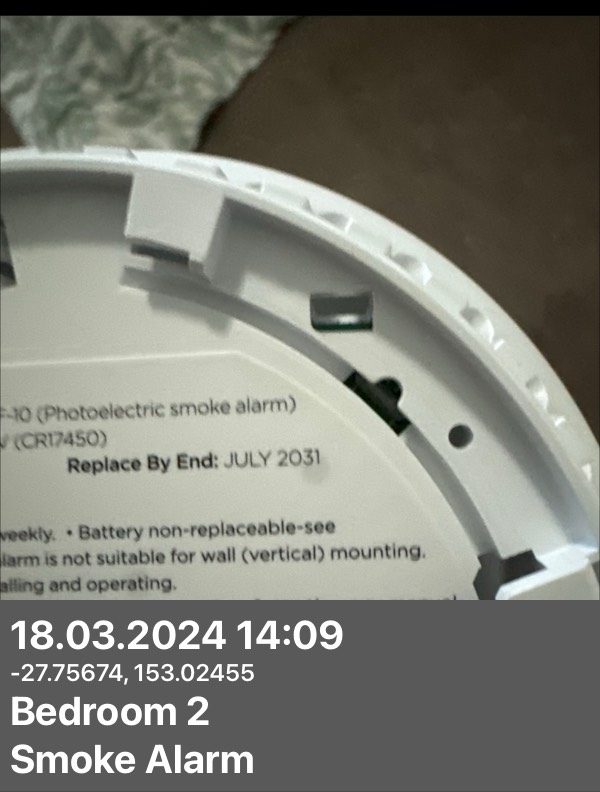 -10 (Photoelectric smoke alarm)
(CR17450)
Replace By End: JULY 2031
weekly. • Battery non-replaceable-see
larm is not suitable for wall (vertical) mounting.
alling and operating.
18.03.2024 14:09
-27.75674, 153.02455
Bedroom 2
Smoke Alarm